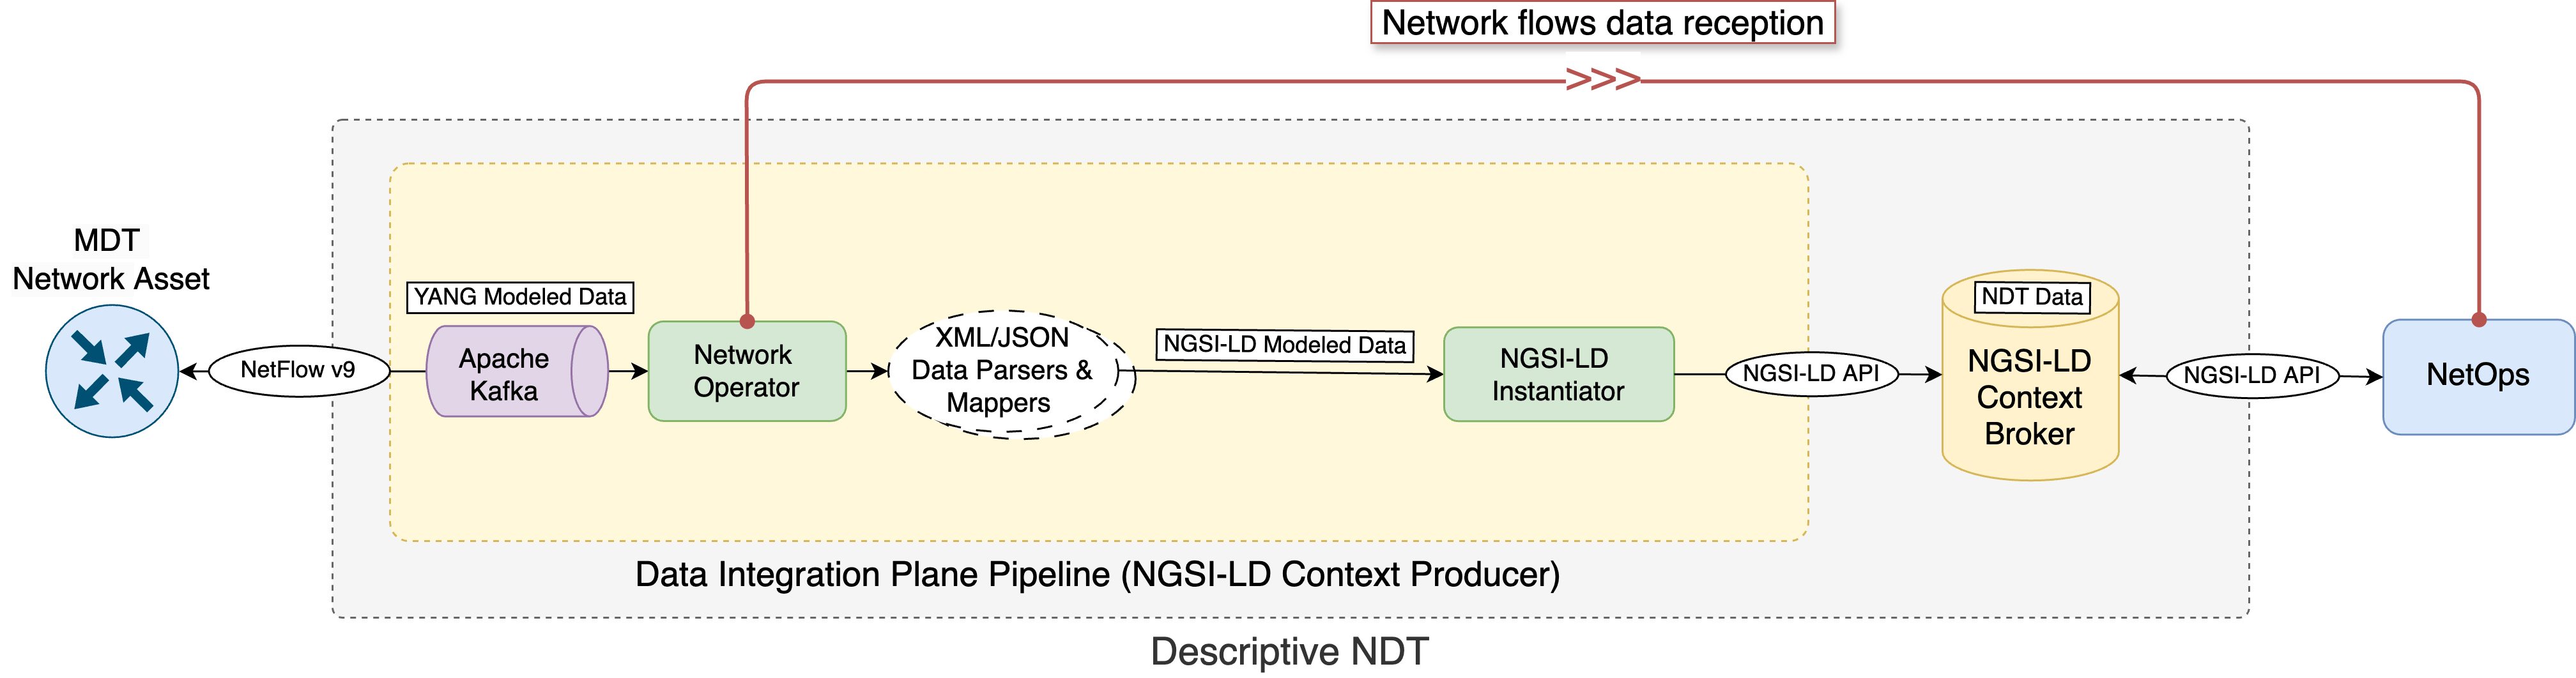 Network flows data reception
>>>
MDT
Network Asset
NetFlow v9
YANG Modeled Data
Apache
Kafka
Network
Operator
XML/JSON
Data Parsers &
Mappers
NGSI-LD Modeled Data
NGSI-LD
Instantiator
NGSI-LD API
NDT Data
NGSI-LD
Context
Broker
NGSI-LD API
NetOps
Data Integration Plane Pipeline (NGSI-LD Context Producer)
Descriptive NDT